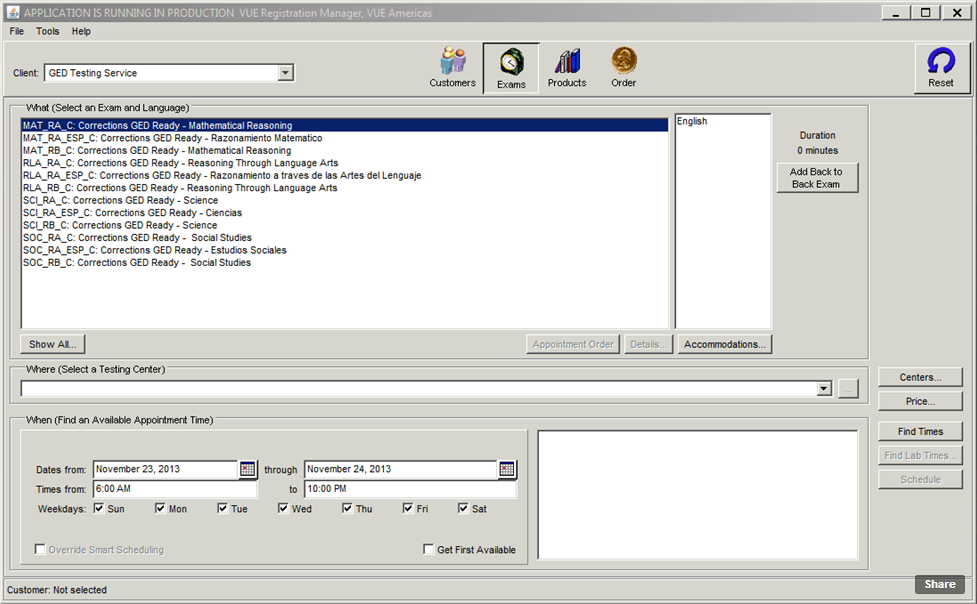 APPLICATION IS RUNNING IN PRODUCTION VUE Registration Manager, VUE Americas
File Tools Help
Client: GED Testing Service
Customers Exams Products Order Reset
What (Select an Exam and Language)
MAT_RA_C: Corrections GED Ready - Mathematical Reasoning
MAT_RA_ESP_C: Corrections GED Ready - Razonamiento Matematico
MAT_RB_C: Corrections GED Ready - Mathematical Reasoning
RLA_RA_C: Corrections GED Ready - Reasoning Through Language Arts
RLA_RA_ESP_C: Corrections GED Ready - Razonamiento a traves de las Artes del Lenguaje
RLA_RB_C: Corrections GED Ready - Reasoning Through Language Arts
SCI_RA_C: Corrections GED Ready - Science
SCI_RA_ESP_C: Corrections GED Ready - Ciencias
SCI_RB_C: Corrections GED Ready - Science
SOC_RA_C: Corrections GED Ready - Social Studies
SOC_RA_ESP_C: Corrections GED Ready - Estudios Sociales
SOC_RB_C: Corrections GED Ready - Social Studies
English
Duration
0 minutes
Add Back to
Back Exam
Show All... Appointment Order Details... Accommodations...
Where (Select a Testing Center)
...
Centers...
Price...
Find Times
Find Lab Times...
Schedule
When (Find an Available Appointment Time)
Dates from: November 23, 2013 through November 24, 2013
Times from: 6:00 AM to 10:00 PM
Weekdays: Sun Mon Tue Wed Thu Fri Sat
Override Smart Scheduling Get First Available
Customer: Not selected
Share